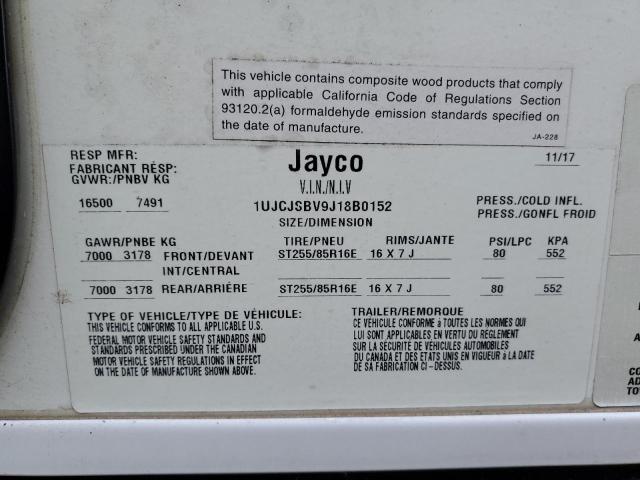 This vehicle contains composite wood products that comply
with applicable California Code of Regulations Section
93120.2(a) formaldehyde emission standards specified on
the date of manufacture.
JA-228
RESP MFR: Jayco 11/17
FABRICANT RÉSP:
GVWR:/PNBV KG V.I.N./N.I.V
16500 7491 1UJCJSBV9J18B0152 PRESS./COLD INFL.
SIZE/DIMENSION PRESS./GONFL FROID
GAWR/PNBE KG TIRE/PNEU RIMS/JANTE PSI/LPC KPA
7000 3178 FRONT/DEVANT ST255/85R16E 16 X 7 J 80 552
INT/CENTRAL
7000 3178 REAR/ARRIÈRE ST255/85R16E 16 X 7 J 80 552
TYPE OF VEHICLE/TYPE DE VÉHICULE: TRAILER/REMORQUE
THIS VEHICLE CONFORMS TO ALL APPLICABLE U.S.
FEDERAL MOTOR VEHICLE SAFETY STANDARDS AND
STANDARDS PRESCRIBED UNDER THE CANADIAN
MOTOR VEHICLE SAFETY REGULATIONS IN EFFECT
ON THE DATE OF MANUFACTURE SHOWN ABOVE.
CE VÉHICULE CONFORME à TOUTES LES NORMES QUI
LUI SONT APPLICABLES EN VERTU DU RÈGLEMENT
SUR LA SÉCURITÉ DE VÉHICULES AUTOMOBILES
DU CANADA ET DES ÉTATS UNIS EN VIGUEUR à LA DATE
DE SA FABRICATION CI-DESSUS.
CO
AD
TO